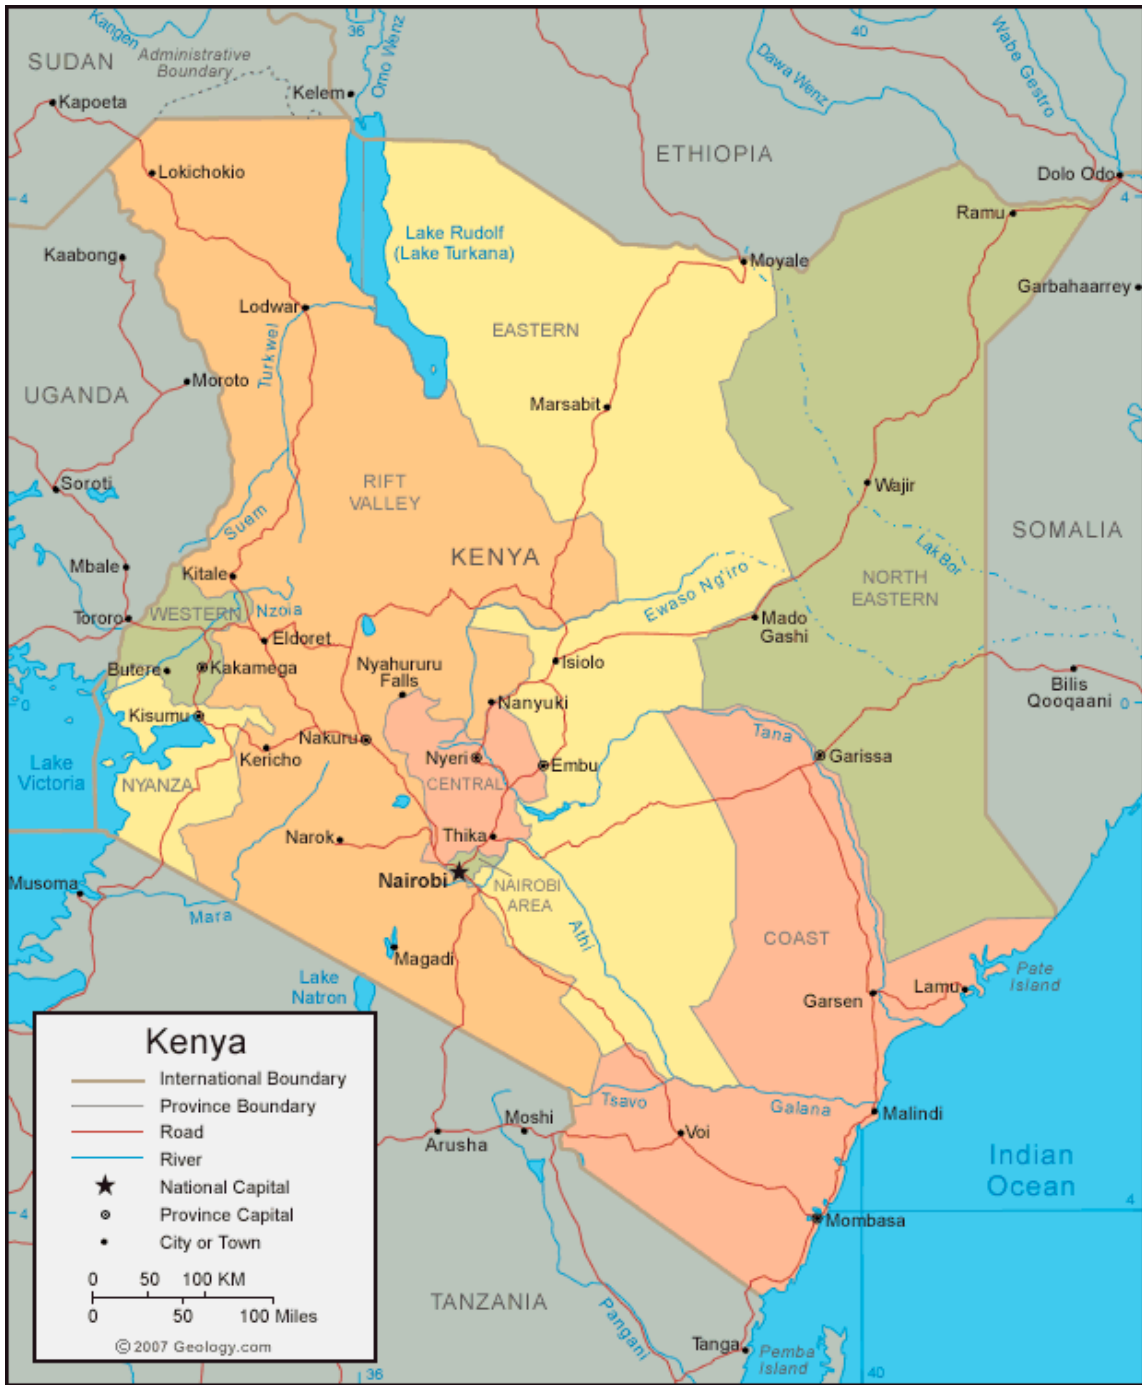 36
40
Kangen
SUDAN
Administrative
Boundary
Omo Wenz
Dawa Wenz
Wabe Gestro
Kelem
Kapoeta
ETHIOPIA
Lokichokio
Dolo Odo
4
4
Ramu
Lake Rudolf
(Lake Turkana)
Kaabong
Moyale
Garbahaarrey
Lodwar
EASTERN
Turkwel
Moroto
UGANDA
Marsabit
Soroti
RIFT
VALLEY
Wajir
Suam
SOMALIA
KENYA
Lak Bor
Mbale
Kitale
Ewaso Ng'iro
NORTH
EASTERN
WESTERN
Nzoia
Tororo
Mado
Gashi
Eldoret
Butere
Kakamega
Nyahururu
Falls
Isiolo
Bilis
Qooqaani
0
0
Kisumu
Nanyuki
Tana
Nakuru
Kericho
Nyeri
Embu
Garissa
Lake
Victoria
NYANZA
CENTRAL
Narok
Thika
Nairobi
NAIROBI
AREA
Musoma
Mara
Athi
COAST
Magadi
Lake
Natron
Pate
Island
Lamu
Garsen
Kenya
International Boundary
Province Boundary
Road
River
National Capital
Province Capital
City or Town
0 50 100 KM
0 50 100 Miles
© 2007 Geology.com
Tsavo
Galana
Malindi
Moshi
Arusha
Voi
Indian
Ocean
4
4
Mombasa
TANZANIA
Pangani
Tanga
Pemba
Island
36
40